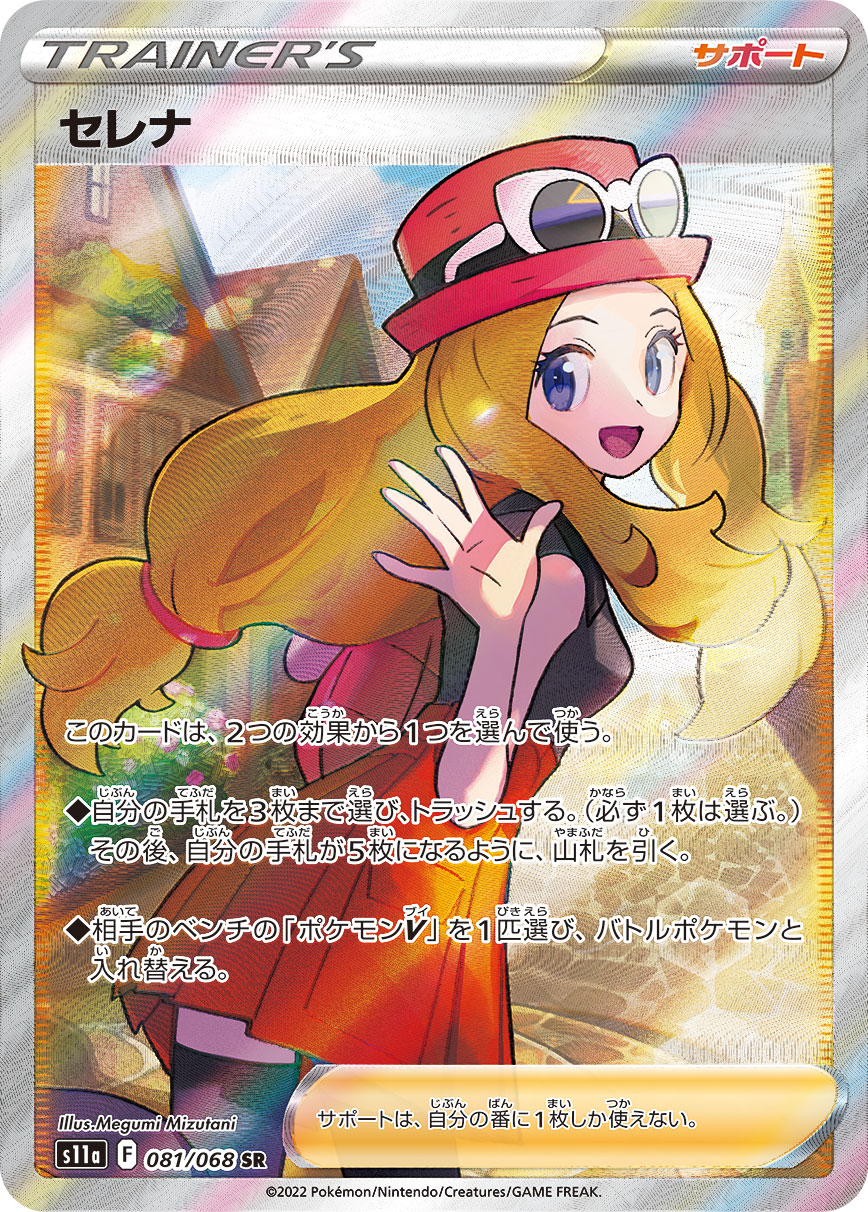 TRAINER'S
サポート
セレナ
このカードは、2つの効果から1つを選んで使う。
◆自分の手札を3枚まで選び、トラッシュする。(必ず1枚は選ぶ。)
その後、自分の手札が5枚になるように、山札を引く。
◆相手のベンチの「ポケモンV」を1匹選び、バトルポケモンと
入れ替える。
Illus.Megumi Mizutani
サポートは、自分の番に1枚しか使えない。
s11a F 081/068 SR
©2022 Pokémon/Nintendo/Creatures/GAME FREAK.